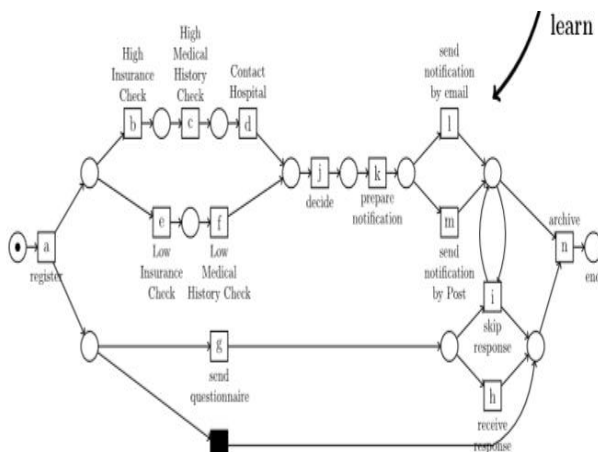 learn
High
Insurance
Check
High
Medical
History
Check
Contact
Hospital
send
notification
by email
b
c
d
l
j
k
decide
prepare
notification
e
f
m
a
register
Low
Insurance
Check
Low
Medical
History Check
send
notification
by Post
archive
n
end
i
skip
response
g
send
questionnaire
h
receive
response